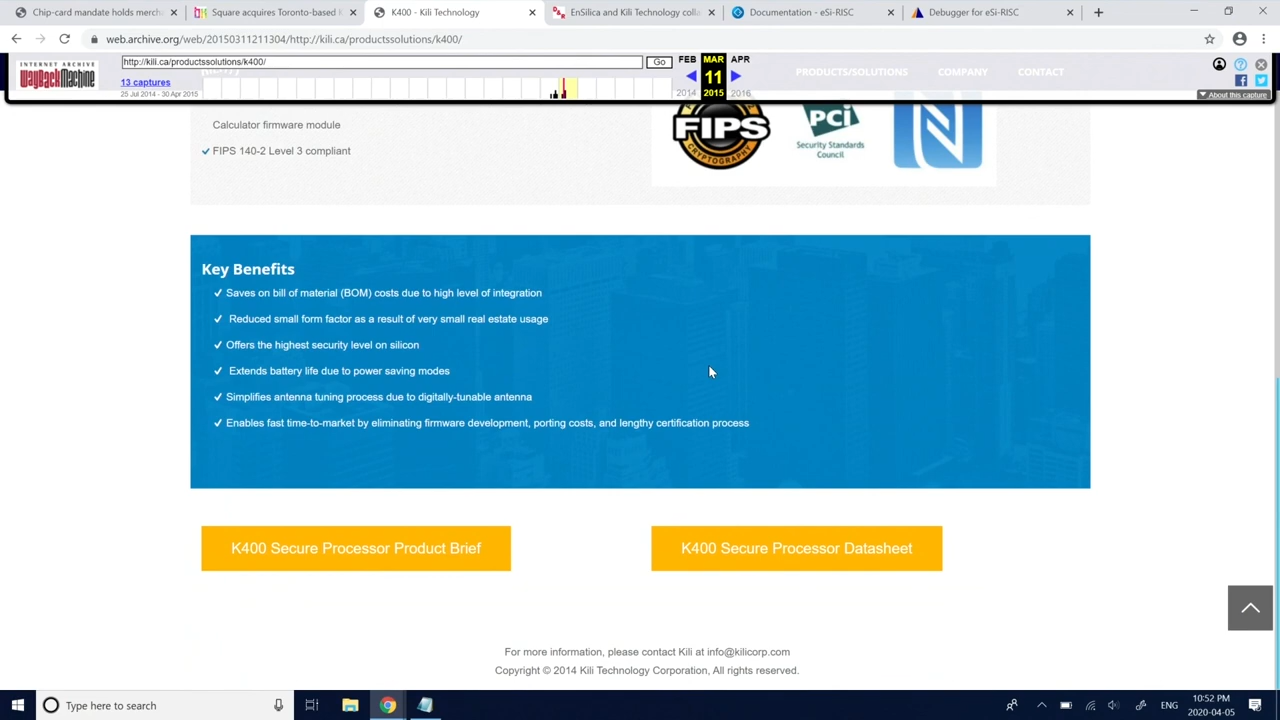 Chip-card mandate holds merch
Square acquires Toronto-based K
K400 - Kili Technology
EnSilica and Kili Technology colla
Documentation - eSi-RISC
Debugger for eSi-RISC
web.archive.org/web/20150311211304/http://kili.ca/productssolutions/k400/
INTERNET ARCHIVE
WayBackMachine
http://kili.ca/productssolutions/k400/
Go
FEB MAR APR
13 captures
11
25 Jul 2014 - 30 Apr 2015
2014 2015 2016
About this capture
PRODUCTS/SOLUTIONS COMPANY CONTACT
Calculator firmware module
FIPS 140-2 Level 3 compliant
FIPS
CRYPTOGRAPHY
PCI
Security Standards
Council
Key Benefits
Saves on bill of material (BOM) costs due to high level of integration
Reduced small form factor as a result of very small real estate usage
Offers the highest security level on silicon
Extends battery life due to power saving modes
Simplifies antenna tuning process due to digitally-tunable antenna
Enables fast time-to-market by eliminating firmware development, porting costs, and lengthy certification process
K400 Secure Processor Product Brief
K400 Secure Processor Datasheet
For more information, please contact Kili at info@kilicorp.com
Copyright © 2014 Kili Technology Corporation, All rights reserved.
Type here to search
ENG
10:52 PM
2020-04-05